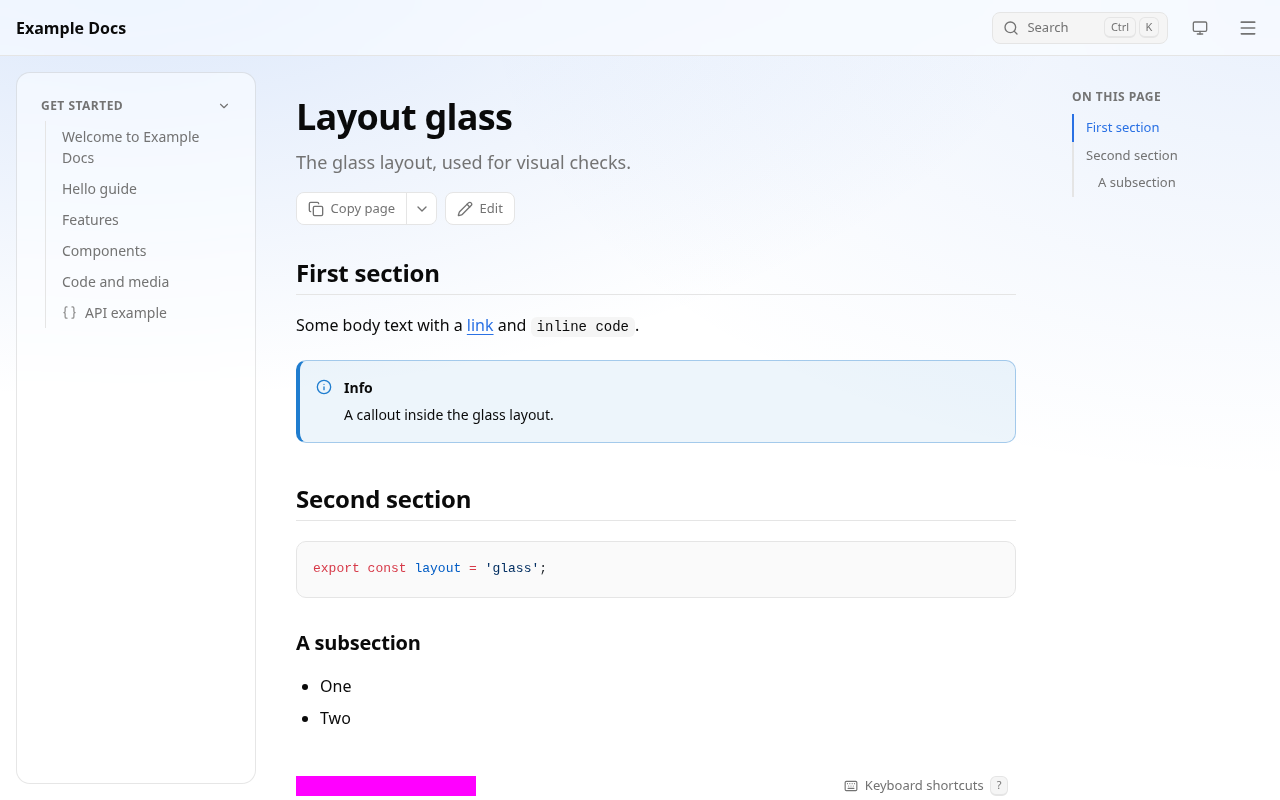 Example Docs
Search
Ctrl
K
GET STARTED
Welcome to Example
Docs
Hello guide
Features
Components
Code and media
API example
Layout glass
The glass layout, used for visual checks.
Copy page
Edit
First section
Some body text with a link and inline code.
Info
A callout inside the glass layout.
Second section
export const layout = 'glass';
A subsection
One
Two
Keyboard shortcuts ?
ON THIS PAGE
First section
Second section
A subsection